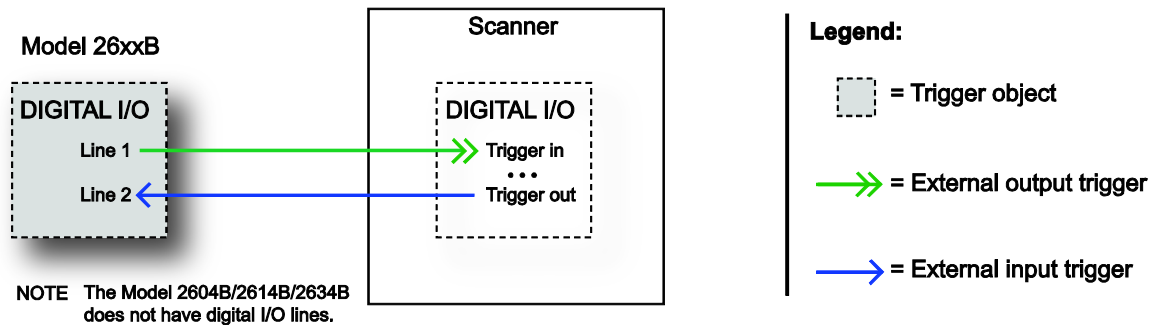 Model 26xxB
DIGITAL I/O
Line 1
Line 2
NOTE The Model 2604B/2614B/2634B
does not have digital I/O lines.
Scanner
DIGITAL I/O
Trigger in
•••
Trigger out
Legend:
= Trigger object
= External output trigger
= External input trigger